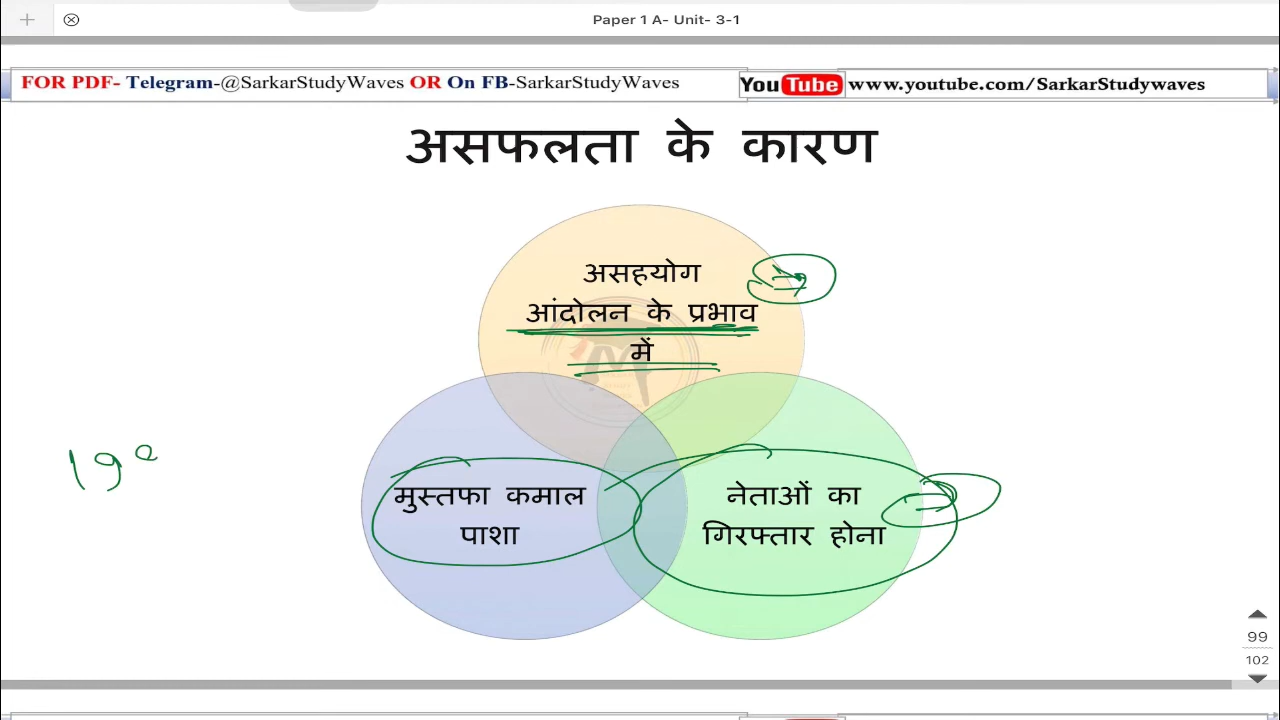 Paper 1 A- Unit- 3-1
FOR PDF- Telegram-@SarkarStudyWaves OR On FB-SarkarStudyWaves
YouTube www.youtube.com/SarkarStudywaves
असफलता के कारण
असहयोग
आंदोलन के प्रभाव
में
मुस्तफा कमाल
पाशा
नेताओं का
गिरफ्तार होना
99
102